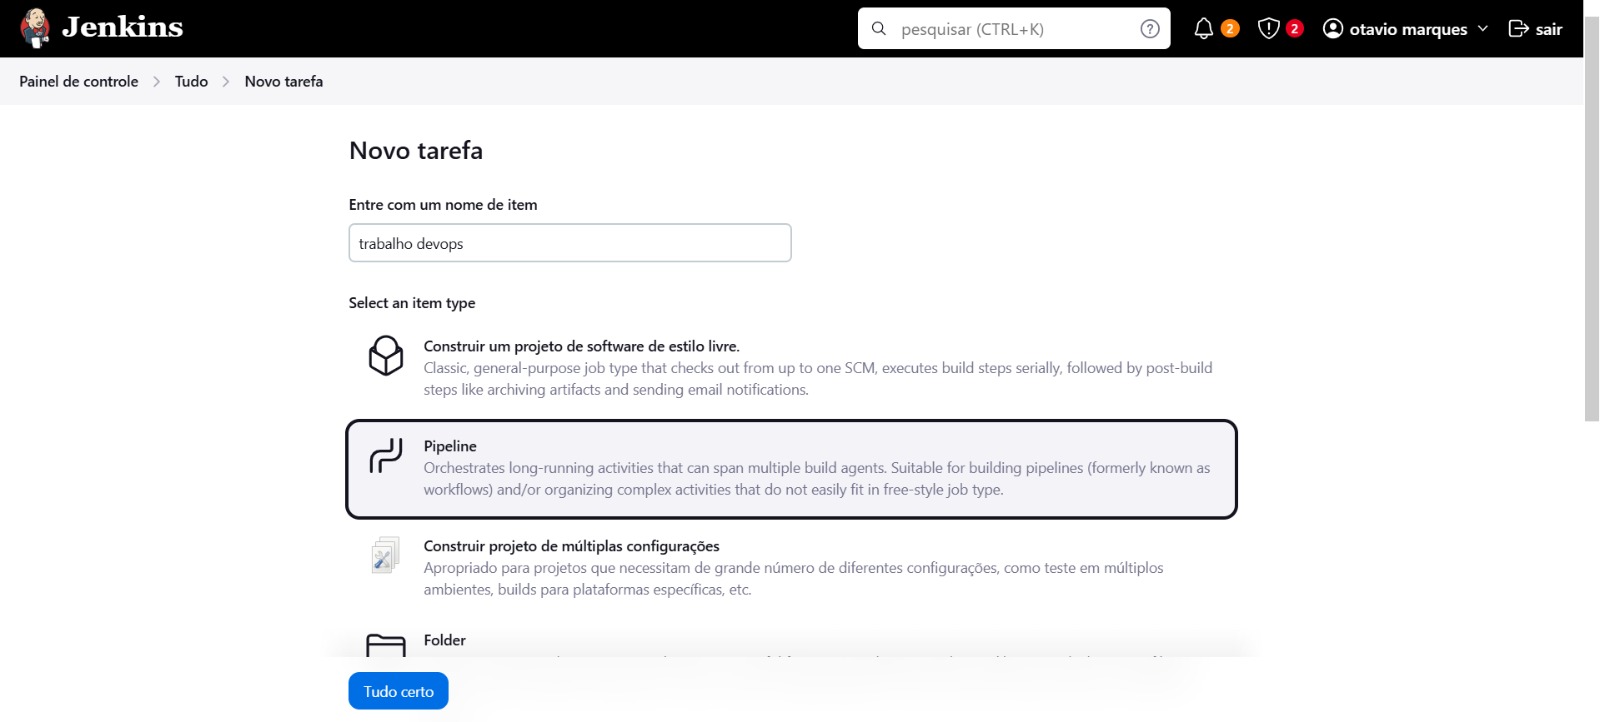 Jenkins
pesquisar (CTRL+K)
2
2
otavio marques
sair
Painel de controle
Tudo
Novo tarefa
Novo tarefa
Entre com um nome de item
trabalho devops
Select an item type
Construir um projeto de software de estilo livre.
Classic, general-purpose job type that checks out from up to one SCM, executes build steps serially, followed by post-build
steps like archiving artifacts and sending email notifications.
Pipeline
Orchestrates long-running activities that can span multiple build agents. Suitable for building pipelines (formerly known as
workflows) and/or organizing complex activities that do not easily fit in free-style job type.
Construir projeto de múltiplas configurações
Apropriado para projetos que necessitam de grande número de diferentes configurações, como teste em múltiplos
ambientes, builds para plataformas específicas, etc.
Folder
Tudo certo